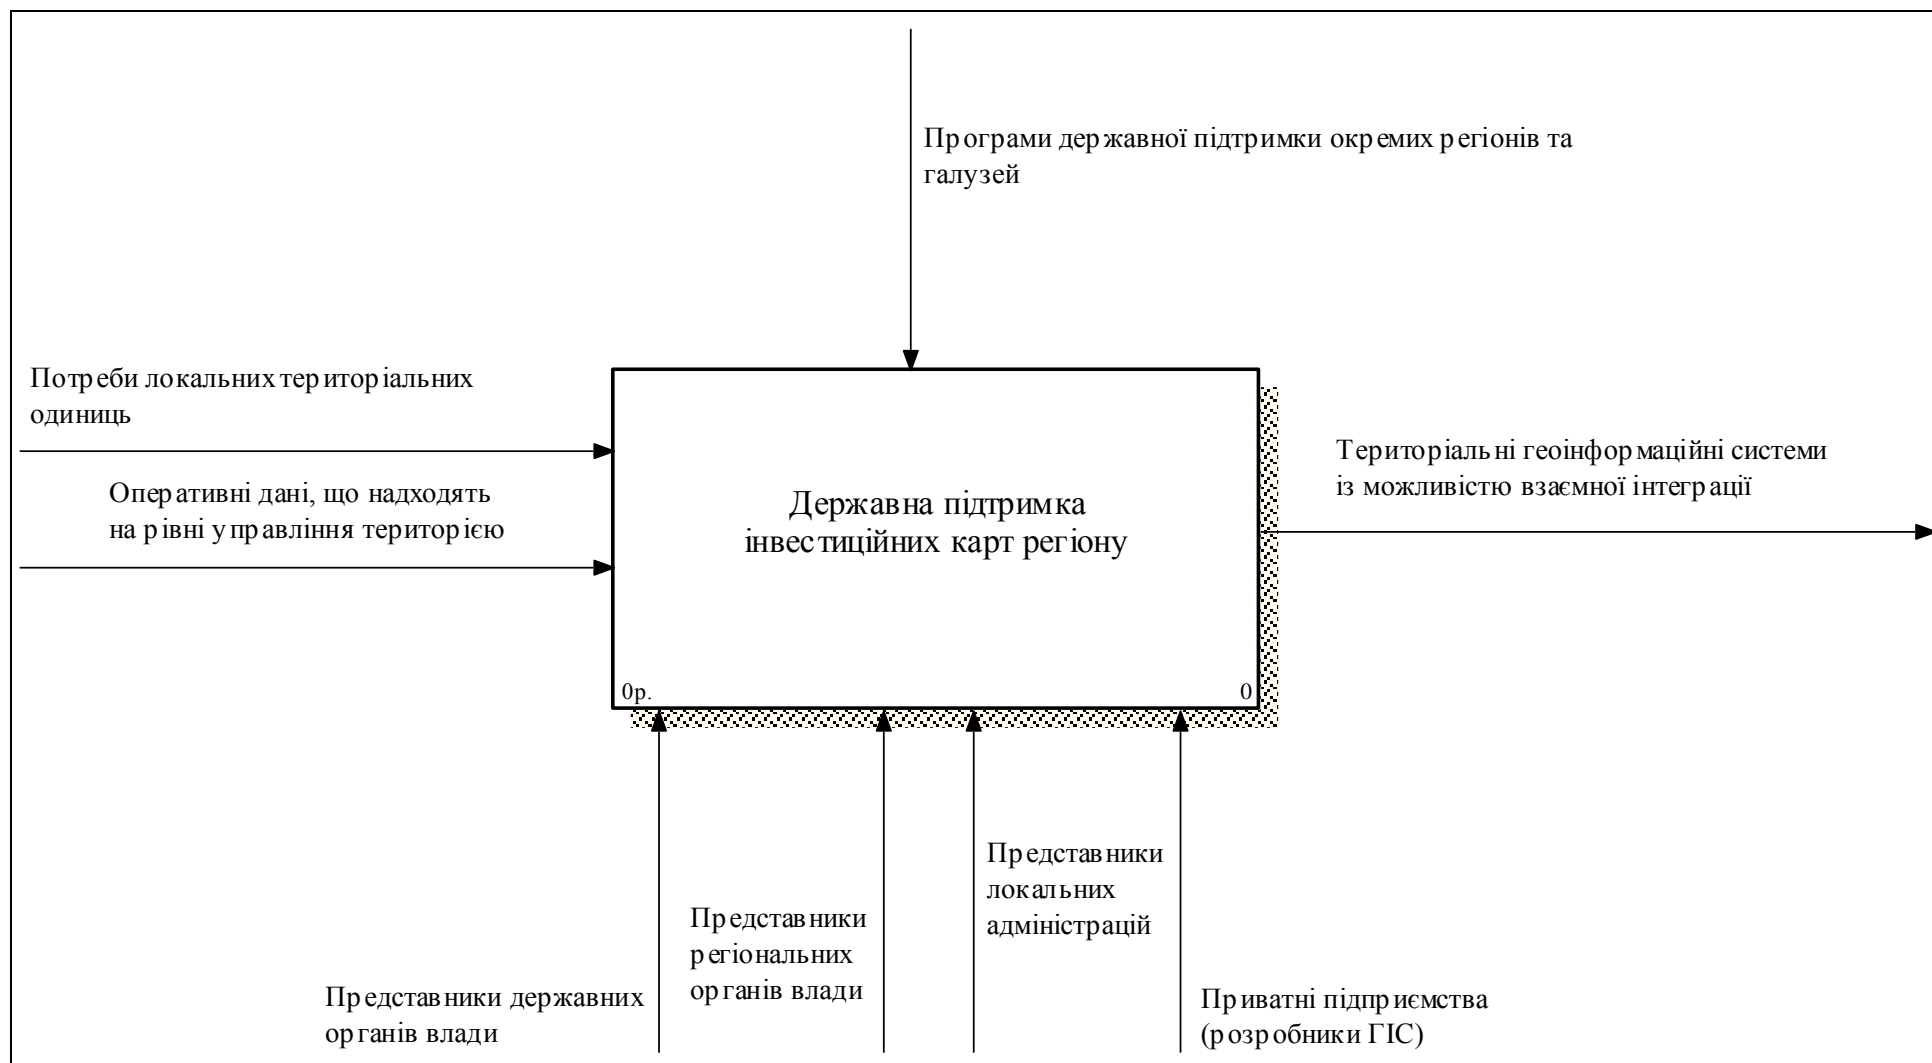 Програми державної підтримки окремих регіонів та
галузей
Потреби локальних територіальних
одиниць
Оперативні дані, що надходять
на рівні управління територією
Державна підтримка
інвестиційних карт регіону
0р.
0
Територіальні геоінформаційні системи
із можливістю взаємної інтеграції
Представники
локальних
адміністрацій
Представники
регіональних
органів влади
Представники державних
органів влади
Приватні підприємства
(розробники ГІС)